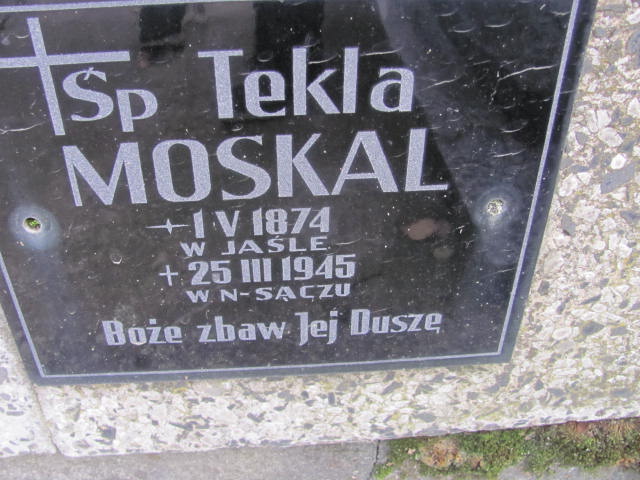 Śp Tekla
MOSKAL
1 V 1874
W JAŚLE
+ 25 III 1945
W N-SĄCZU
Boże zbaw Jej Duszę